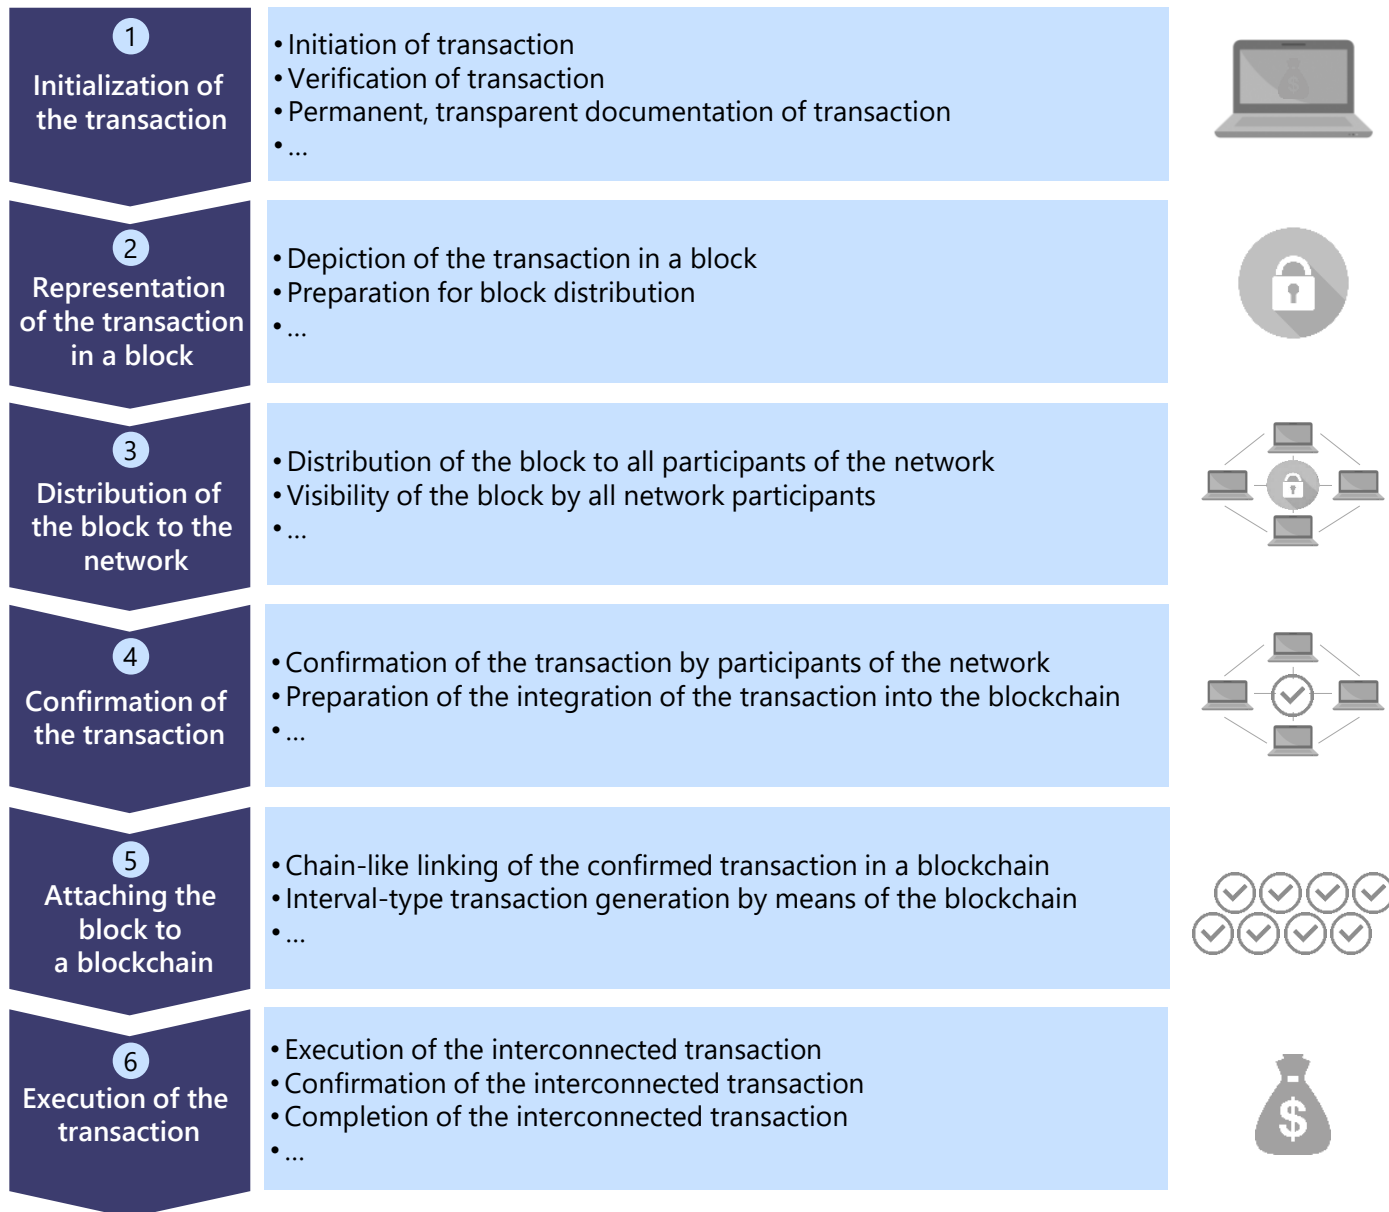 1
Initialization of
the transaction
• Initiation of transaction
• Verification of transaction
• Permanent, transparent documentation of transaction
• ...
2
Representation
of the transaction
in a block
• Depiction of the transaction in a block
• Preparation for block distribution
• ...
3
Distribution of
the block to the
network
• Distribution of the block to all participants of the network
• Visibility of the block by all network participants
• ...
4
Confirmation of
the transaction
• Confirmation of the transaction by participants of the network
• Preparation of the integration of the transaction into the blockchain
• ...
5
Attaching the
block to
a blockchain
• Chain-like linking of the confirmed transaction in a blockchain
• Interval-type transaction generation by means of the blockchain
• ...
6
Execution of the
transaction
• Execution of the interconnected transaction
• Confirmation of the interconnected transaction
• Completion of the interconnected transaction
• ...
$